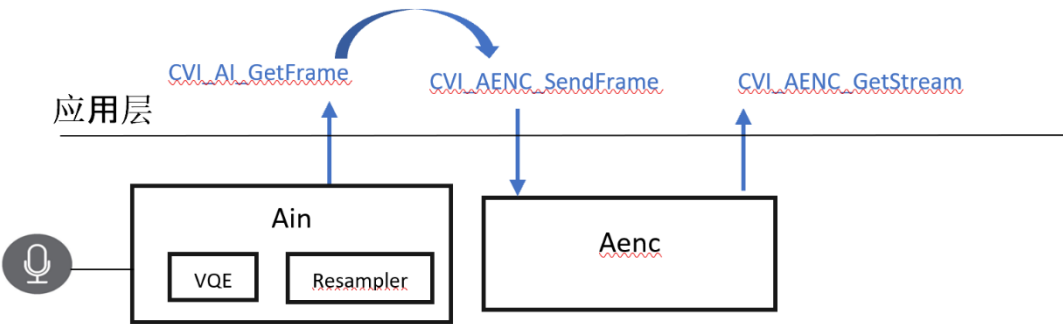 CVI_AI_GetFrame
CVI_AENC_SendFrame
CVI_AENC_GetStream
应用层
Ain
VQE
Resampler
Aenc